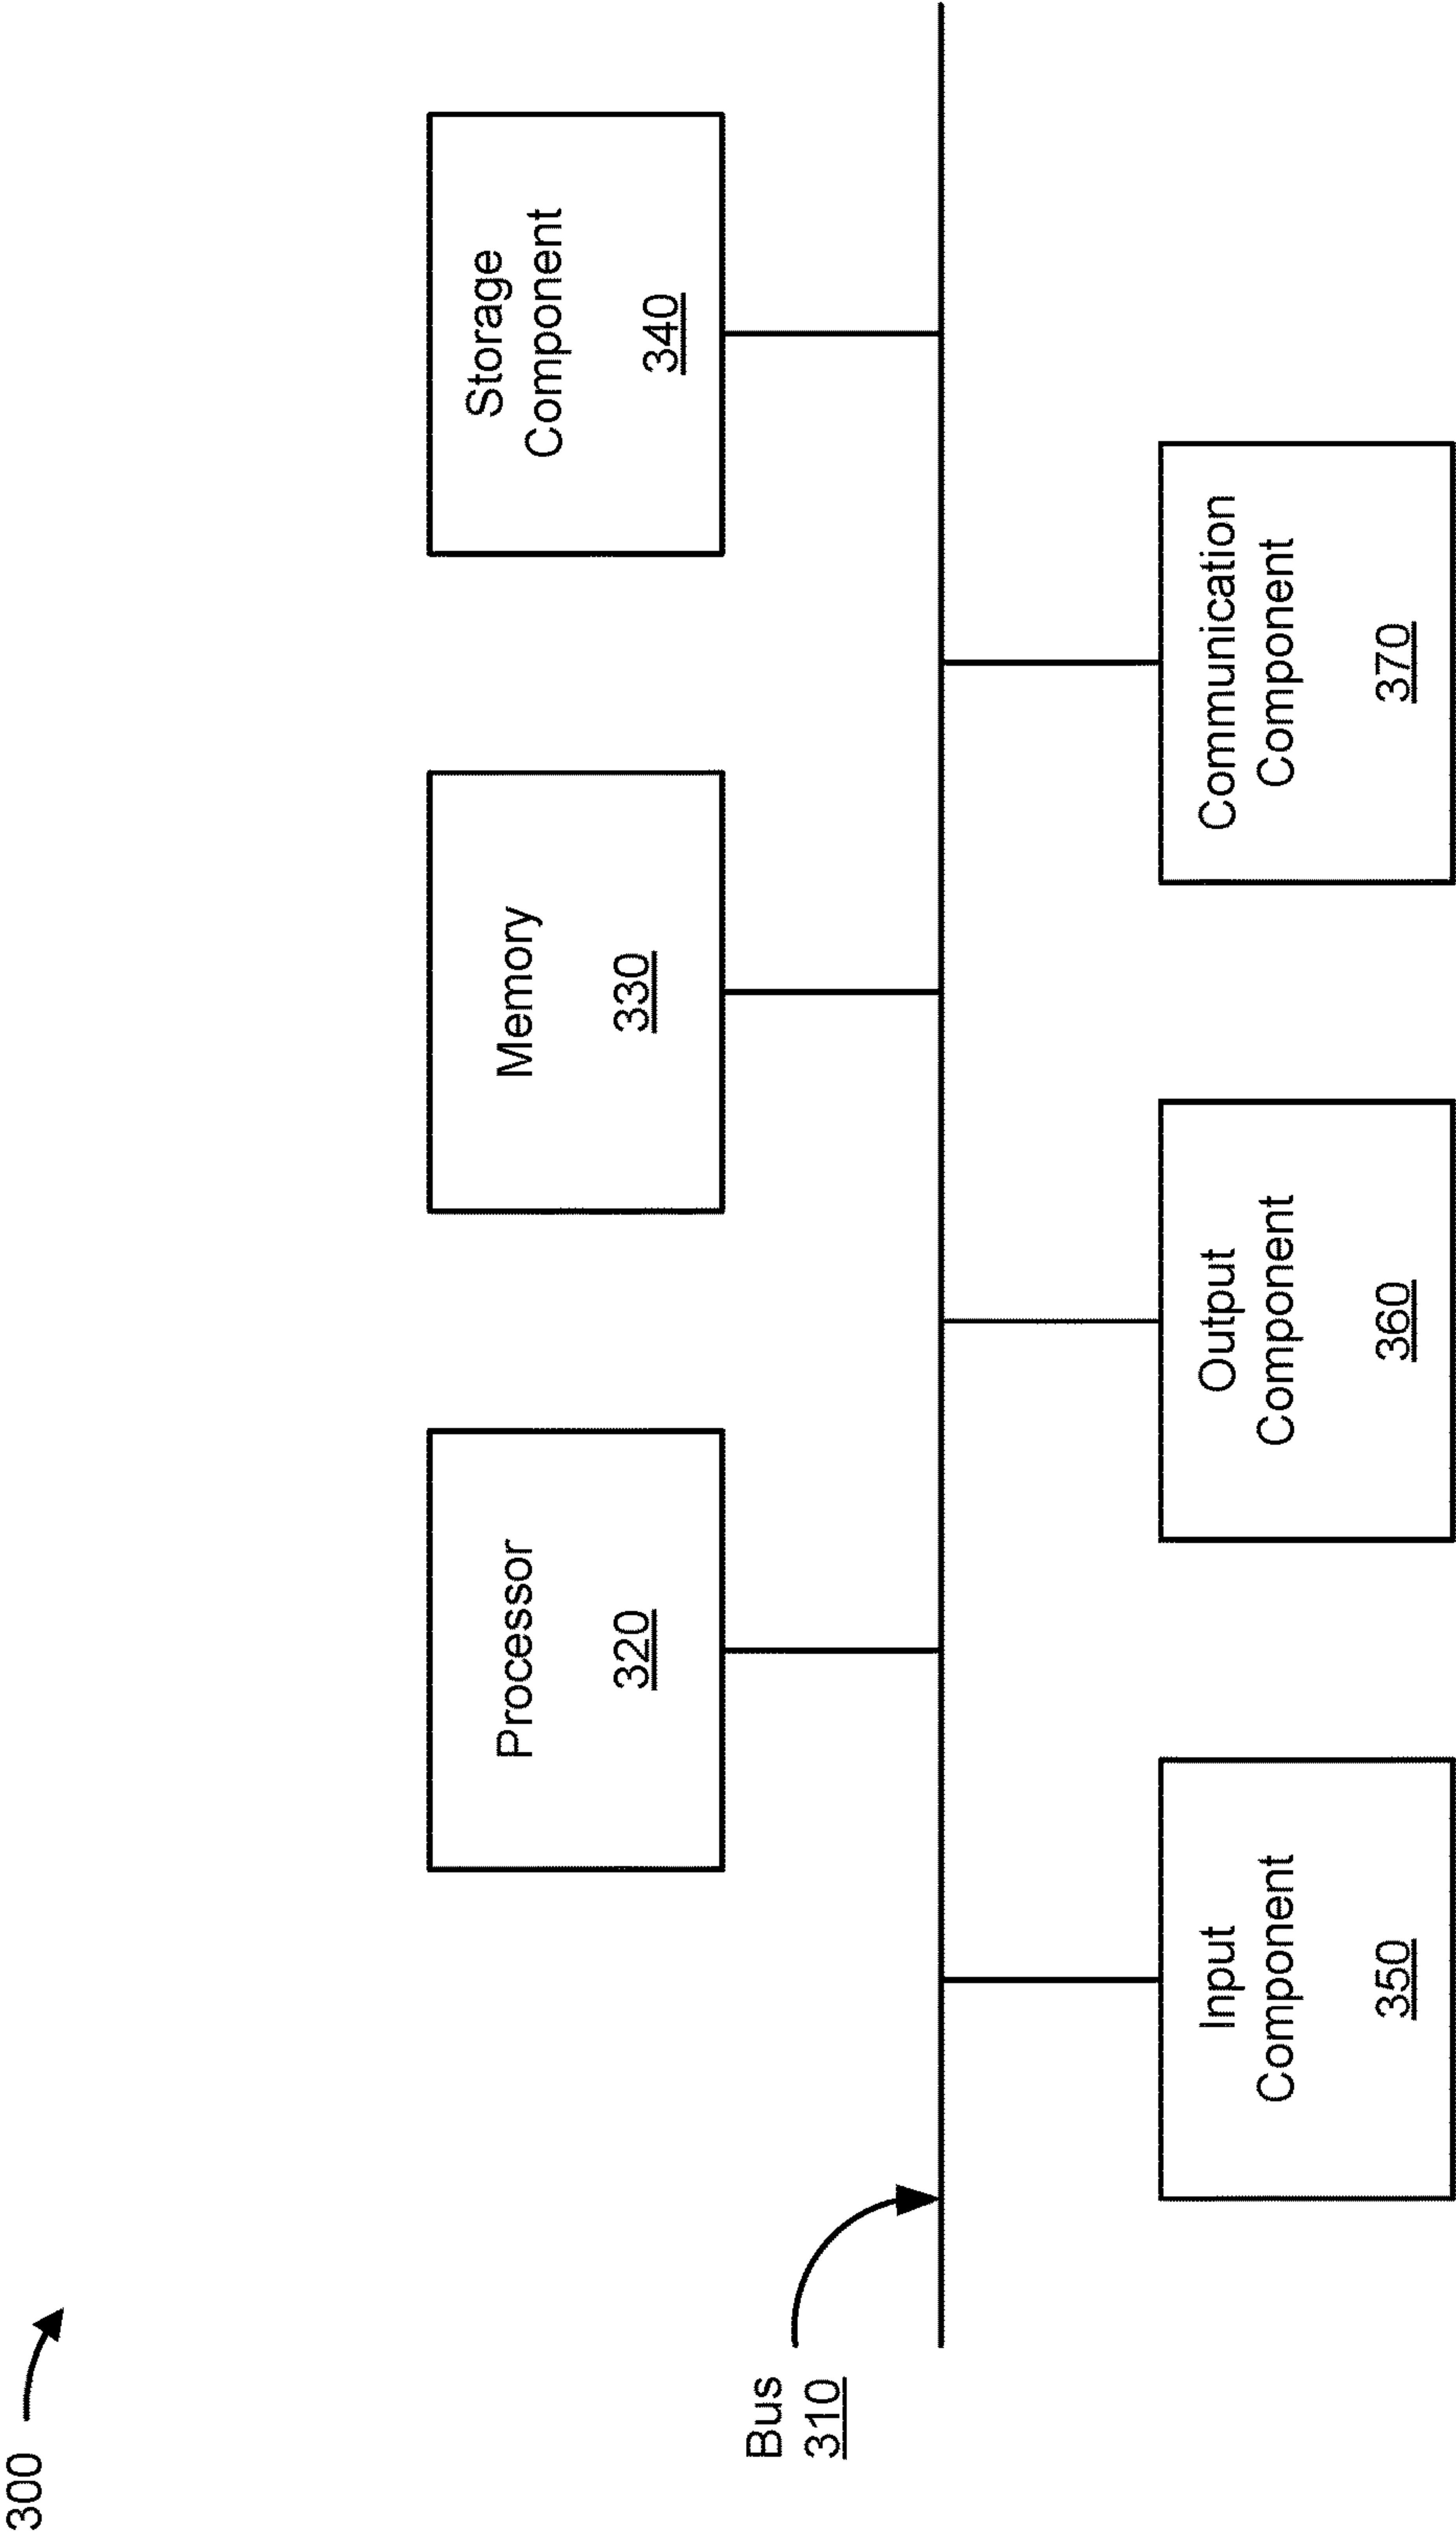 300
Processor
320
Memory
330
Storage
Component
340
Bus
310
Input
Component
350
Output
Component
360
Communication
Component
370